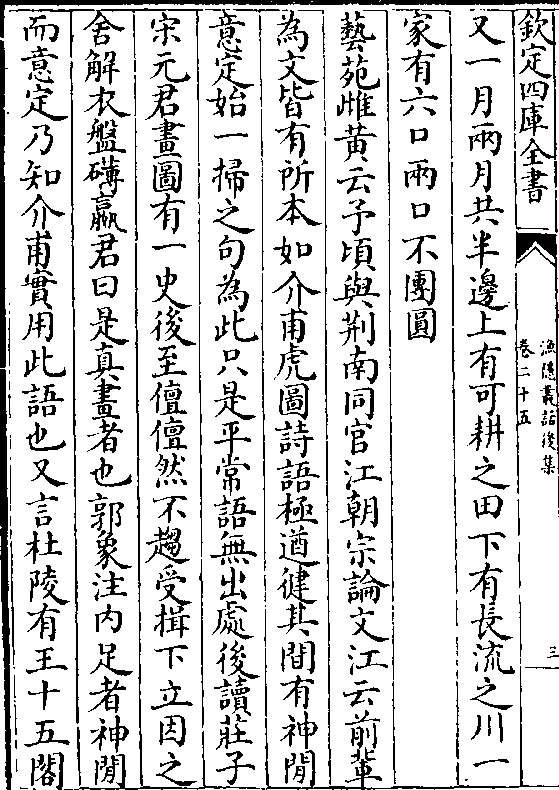 欽定四庫全書
漁隱叢話後集
卷二十五
三
又一月兩月共半邊上有可耕之田下有長流之川一
家有六口兩口不團圓
藝苑雌黃云予頃與荆南同官江朝宗論文江云前輩
為文皆有所本如介甫虎圖詩語極遒健其間有神閒
意定始一掃之句為此只是平常語無出處後讀莊子
宋元君畫圖有一史後至儃儃然不趨受揖不立因之
舍解衣盤礴臝君曰是真畫者也郭象注内足者神閒
而意定乃知介甫實用此語也又言杜陵有王十五閣